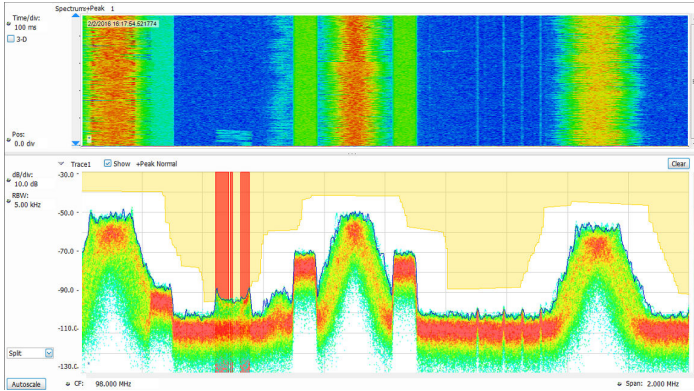 Spectrum+Peak 1
Time/div:
100 ms
3-D
2/2/2016 16:17:54.521774
Pos:
0.0 div
Trace1 Show +Peak Normal Clear
dB/div:
10.0 dB
RBW:
5.00 kHz
-30.0
-50.0
-70.0
-90.0
-110.0
-130.0
Split
Autoscale CF: 98.000 MHz Span: 2.000 MHz